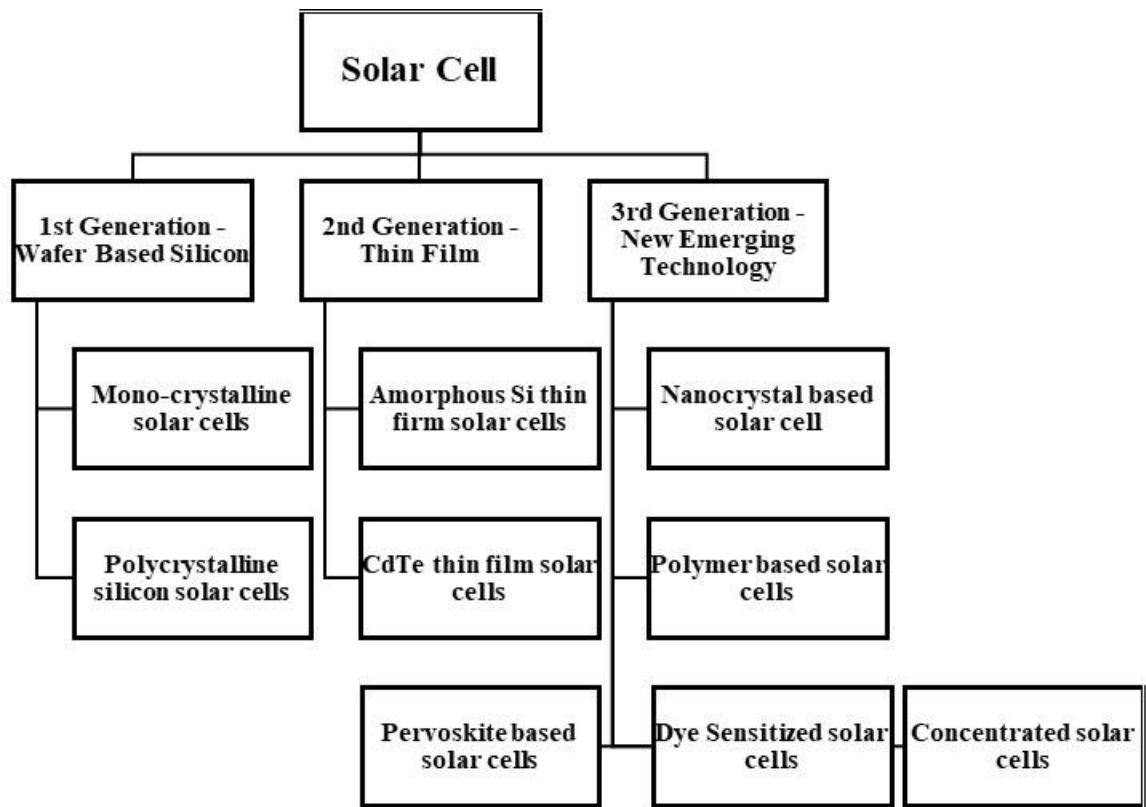 Solar Cell
1st Generation -
Wafer Based Silicon
2nd Generation -
Thin Film
3rd Generation -
New Emerging
Technology
Mono-crystalline
solar cells
Amorphous Si thin
firm solar cells
Nanocrystal based
solar cell
Polycrystalline
silicon solar cells
CdTe thin film solar
cells
Polymer based solar
cells
Pervoskite based
solar cells
Dye Sensitized solar
cells
Concentrated solar
cells